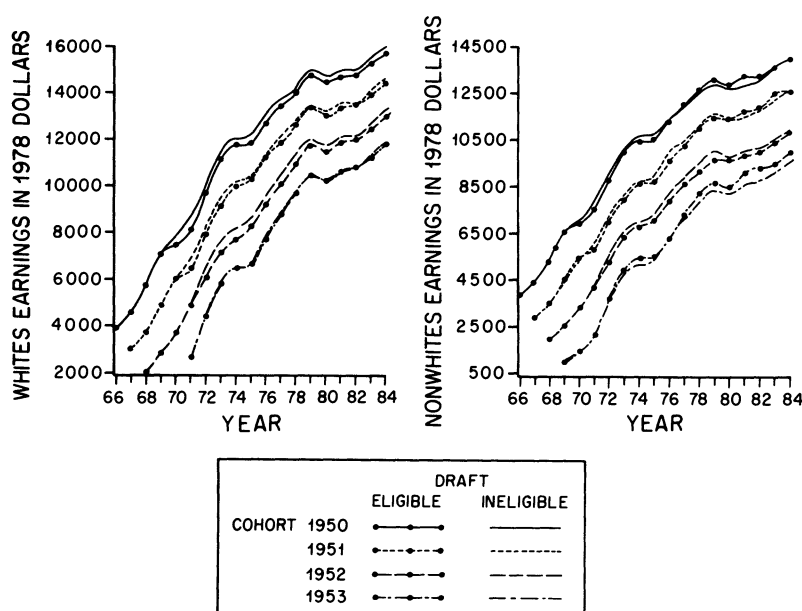 WHITES EARNINGS IN 1978 DOLLARS
16000
14000
12000
10000
8000
6000
4000
2000
66 68 70 72 74 76 78 80 82 84
YEAR
NONWHITES EARNINGS IN 1978 DOLLARS
14500
12500
10500
8500
6500
4500
2500
500
66 68 70 72 74 76 78 80 82 84
YEAR
DRAFT
ELIGIBLE INELIGIBLE
COHORT 1950
1951
1952
1953